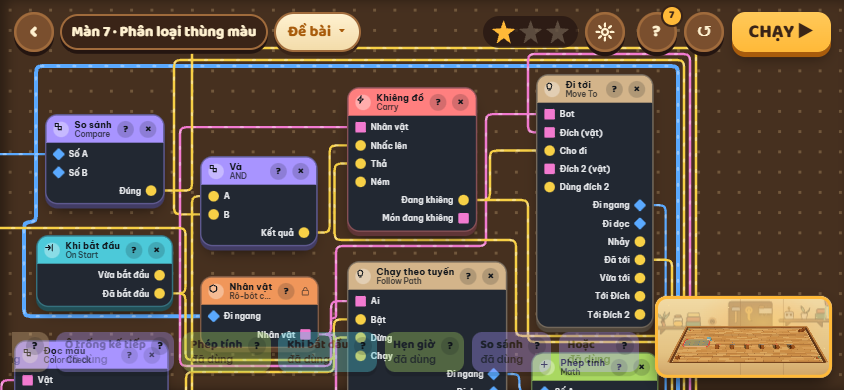 Màn 7 · Phân loại thùng màu
Đề bài
7
?
CHẠY
So sánh
Compare
?
×
Số A
Số B
Đúng
Và
AND
?
×
A
B
Kết quả
Khiêng đồ
Carry
?
×
Nhân vật
Nhấc lên
Thả
Ném
Đang khiêng
Món đang khiêng
Đi tới
Move To
?
×
Bot
Đích (vật)
Cho đi
Đích 2 (vật)
Dùng đích 2
Đi ngang
Đi dọc
Nhảy
Đã tới
Vừa tới
Tới Đích
Tới Đích 2
Khi bắt đầu
On Start
?
×
Vừa bắt đầu
Đã bắt đầu
Nhân vật
Rô-bốt c...
?
Đi ngang
Nhân vật
Chạy theo tuyến
Follow Path
?
×
Ai
Bật
Dừng
Chạy
Đi ngang
Ô trống kế tiếp
?
đã dùng
Phép tính
?
đã dùng
Khi bắt đầu
?
đã dùng
Hẹn giờ
?
đã dùng
So sánh
?
đã dùng
Hoặc
?
đã dùng
Đọc màu
Color Check
Vật
Phép tính
Math
?
×